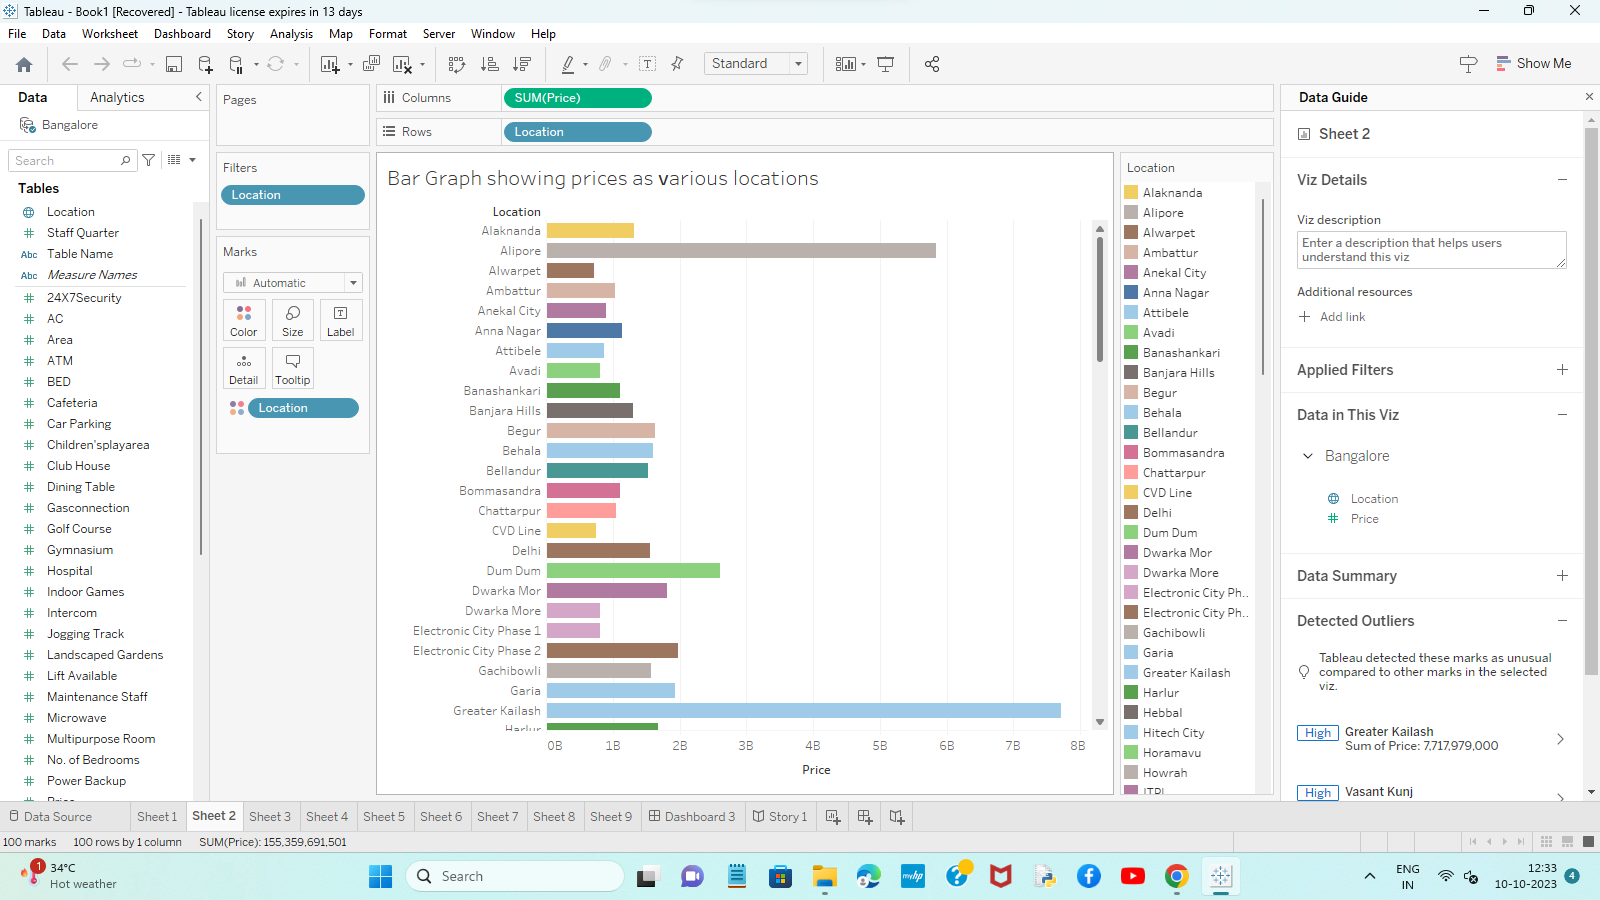 Tableau - Book1 [Recovered] - Tableau license expires in 13 days
File Data Worksheet Dashboard Story Analysis Map Format Server Window Help
Standard
Show Me
Data Analytics
Bangalore
Search
Tables
Location
Staff Quarter
Abc Table Name
Abc Measure Names
24X7Security
AC
Area
ATM
BED
Cafeteria
Car Parking
Children'splayarea
Club House
Dining Table
Gasconnection
Golf Course
Gymnasium
Hospital
Indoor Games
Intercom
Jogging Track
Landscaped Gardens
Lift Available
Maintenance Staff
Microwave
Multipurpose Room
No. of Bedrooms
Power Backup
Pages
Filters
Location
Marks
Automatic
Color Size Label
Detail Tooltip
Location
Columns SUM(Price)
Rows Location
Bar Graph showing prices as various locations
Location
Alaknanda
Alipore
Alwarpet
Ambattur
Anekal City
Anna Nagar
Attibele
Avadi
Banashankari
Banjara Hills
Begur
Behala
Bellandur
Bommasandra
Chattarpur
CVD Line
Delhi
Dum Dum
Dwarka Mor
Dwarka More
Electronic City Phase 1
Electronic City Phase 2
Gachibowli
Garia
Greater Kailash
Harlur
0B 1B 2B 3B 4B 5B 6B 7B 8B
Price
Location
Alaknanda
Alipore
Alwarpet
Ambattur
Anekal City
Anna Nagar
Attibele
Avadi
Banashankari
Banjara Hills
Begur
Behala
Bellandur
Bommasandra
Chattarpur
CVD Line
Delhi
Dum Dum
Dwarka Mor
Dwarka More
Electronic City Ph..
Electronic City Ph..
Gachibowli
Garia
Greater Kailash
Harlur
Hebbal
Hitech City
Horamavu
Howrah
ITPL
Data Guide
Sheet 2
Viz Details
Viz description
Enter a description that helps users
understand this viz
Additional resources
Add link
Applied Filters
Data in This Viz
Bangalore
Location
Price
Data Summary
Detected Outliers
Tableau detected these marks as unusual
compared to other marks in the selected
viz.
High Greater Kailash
Sum of Price: 7,717,979,000
High Vasant Kunj
Data Source Sheet 1 Sheet 2 Sheet 3 Sheet 4 Sheet 5 Sheet 6 Sheet 7 Sheet 8 Sheet 9 Dashboard 3 Story 1
100 marks 100 rows by 1 column SUM(Price): 155,359,691,501
1
34°C
Hot weather
Search
myhp
ENG
IN
12:33
10-10-2023
4